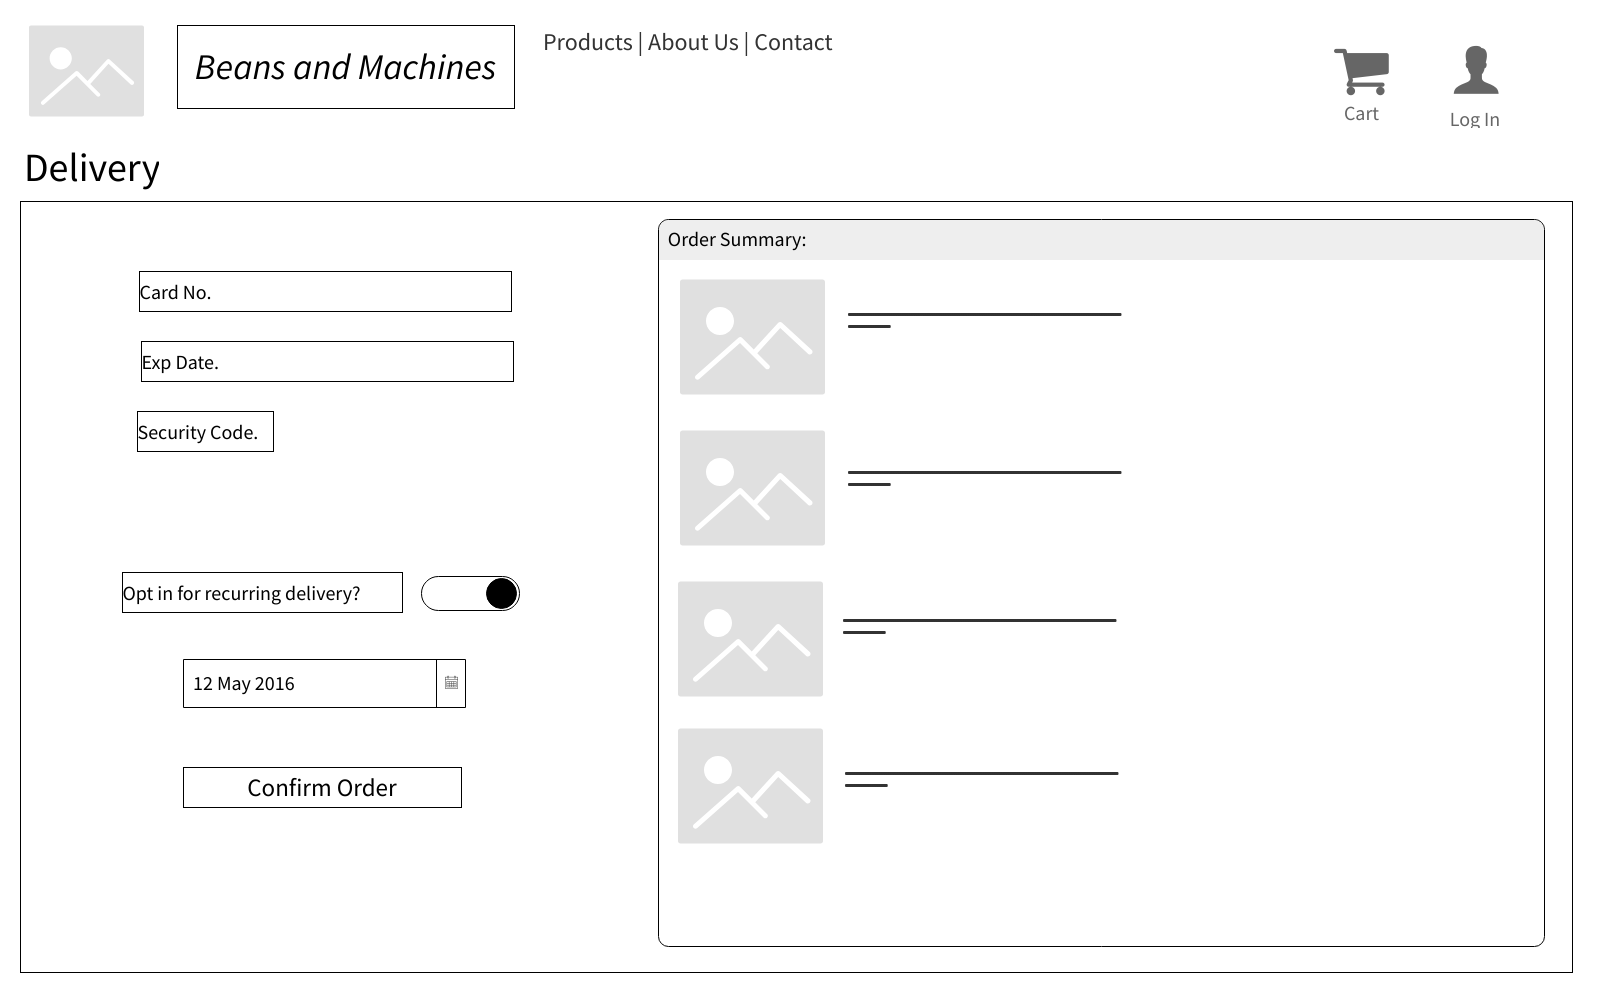 Beans and Machines
Products | About Us | Contact
Cart
Log In
Delivery
Order Summary:
Card No.
Exp Date.
Security Code.
Opt in for recurring delivery?
12 May 2016
Confirm Order